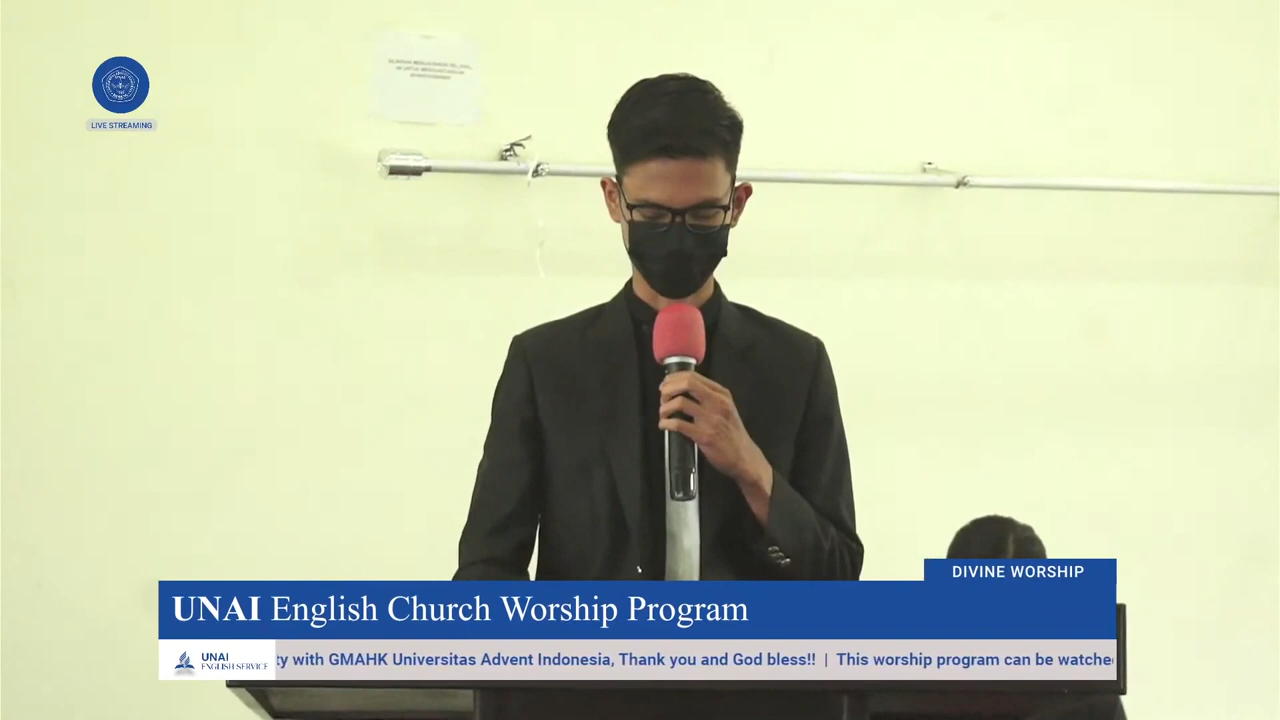 LIVE STREAMING
DIVINE WORSHIP
UNAI English Church Worship Program
UNAI
ENGLISH SERVICE
ty with GMAHK Universitas Advent Indonesia, Thank you and God bless!! | This worship program can be watche